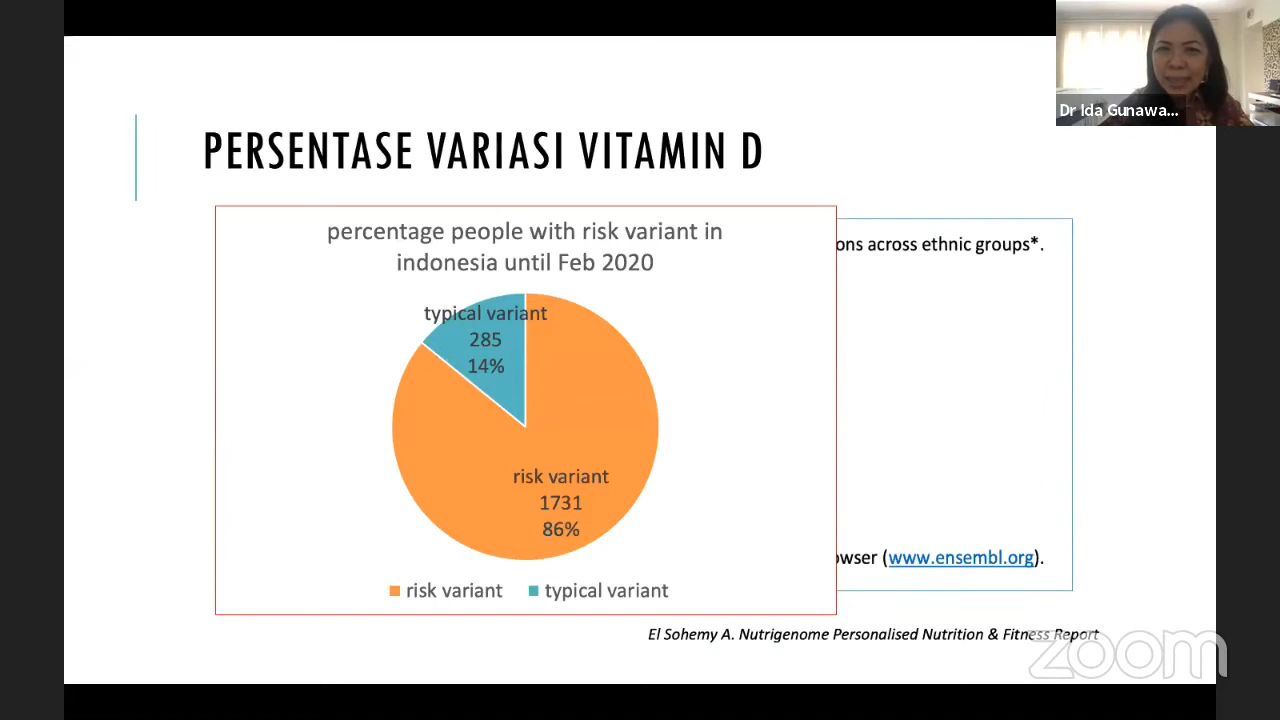 Dr Ida Gunawa...
PERSENTASE VARIASI VITAMIN D
percentage people with risk variant in
indonesia until Feb 2020
ons across ethnic groups*.
typical variant
285
14%
risk variant
1731
86%
owser (www.ensembl.org).
risk variant typical variant
El Sohemy A. Nutrigenome Personalised Nutrition & Fitness Report
zoom